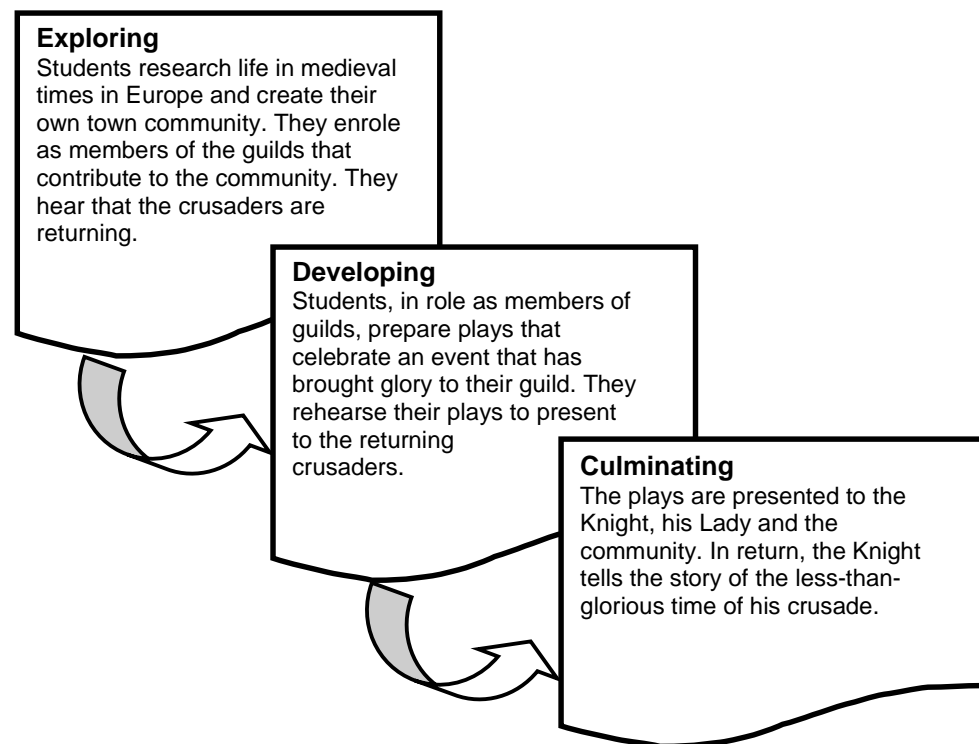 Exploring
Students research life in medieval
times in Europe and create their
own town community. They enrole
as members of the guilds that
contribute to the community. They
hear that the crusaders are
returning.
Developing
Students, in role as members of
guilds, prepare plays that
celebrate an event that has
brought glory to their guild. They
rehearse their plays to present
to the returning
crusaders.
Culminating
The plays are presented to the
Knight, his Lady and the
community. In return, the Knight
tells the story of the less-than-
glorious time of his crusade.